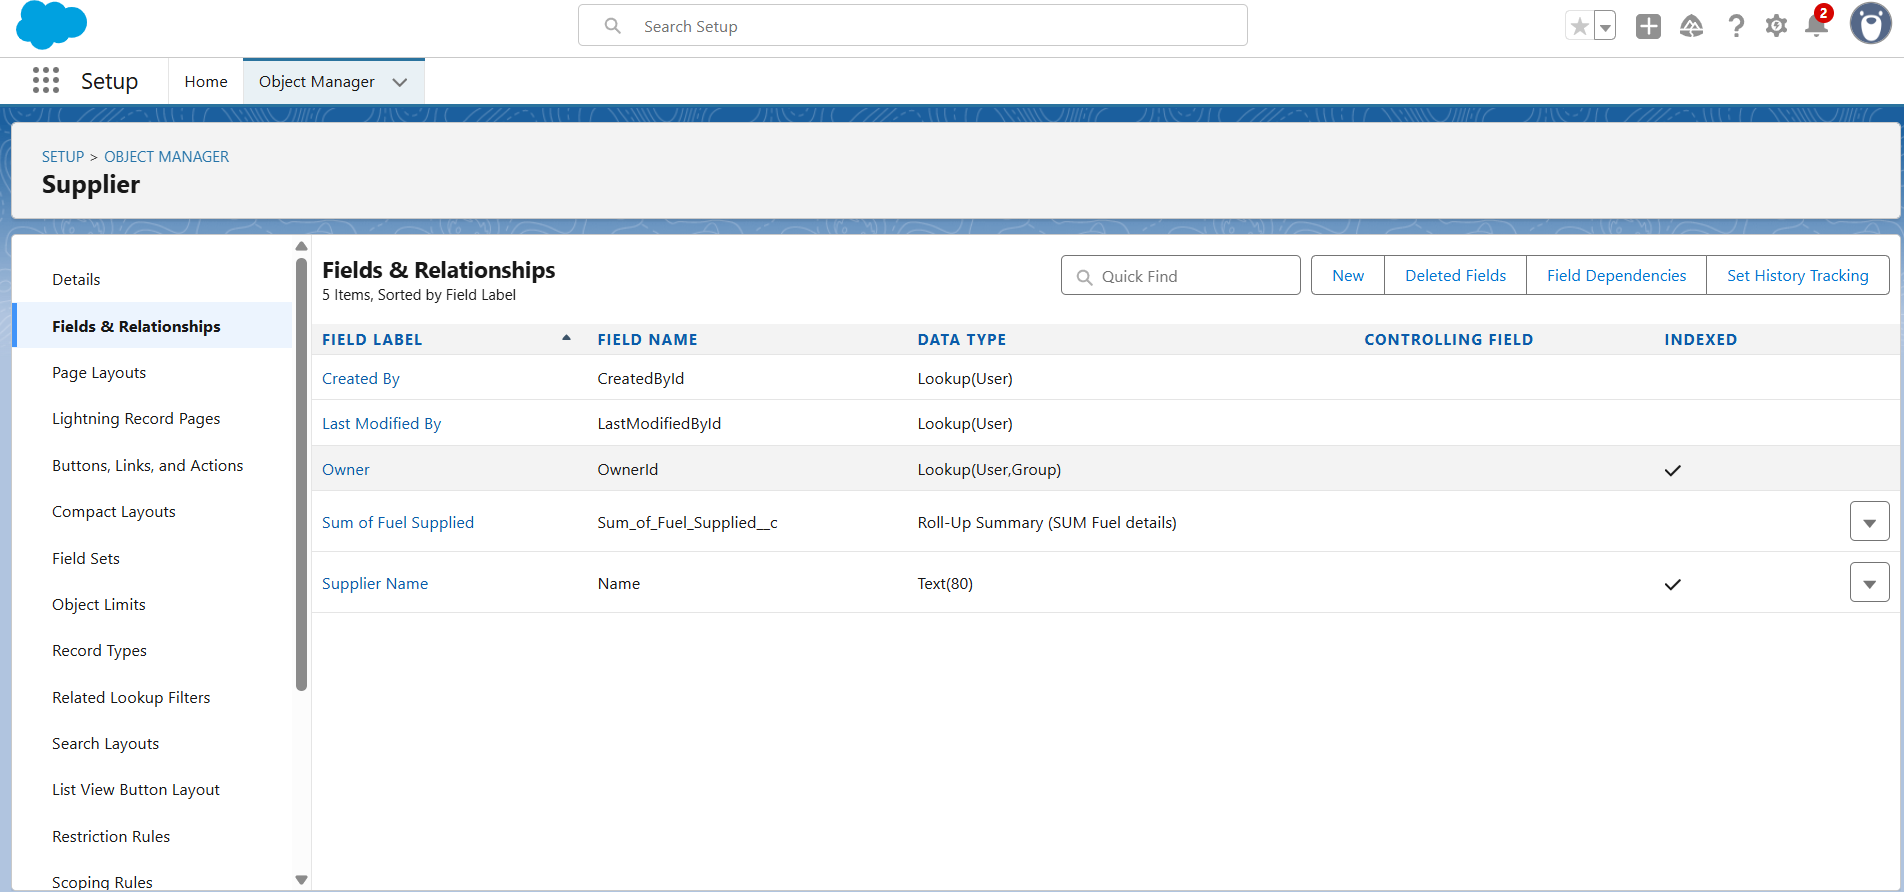 Search Setup
2
Setup
Home
Object Manager
SETUP > OBJECT MANAGER
Supplier
Details
Fields & Relationships
Page Layouts
Lightning Record Pages
Buttons, Links, and Actions
Compact Layouts
Field Sets
Object Limits
Record Types
Related Lookup Filters
Search Layouts
List View Button Layout
Restriction Rules
Scoping Rules
Fields & Relationships
5 Items, Sorted by Field Label
Quick Find
New
Deleted Fields
Field Dependencies
Set History Tracking
FIELD LABEL FIELD NAME DATA TYPE CONTROLLING FIELD INDEXED
Created By CreatedById Lookup(User)
Last Modified By LastModifiedById Lookup(User)
Owner OwnerId Lookup(User,Group)
Sum of Fuel Supplied Sum_of_Fuel_Supplied__c Roll-Up Summary (SUM Fuel details)
Supplier Name Name Text(80)